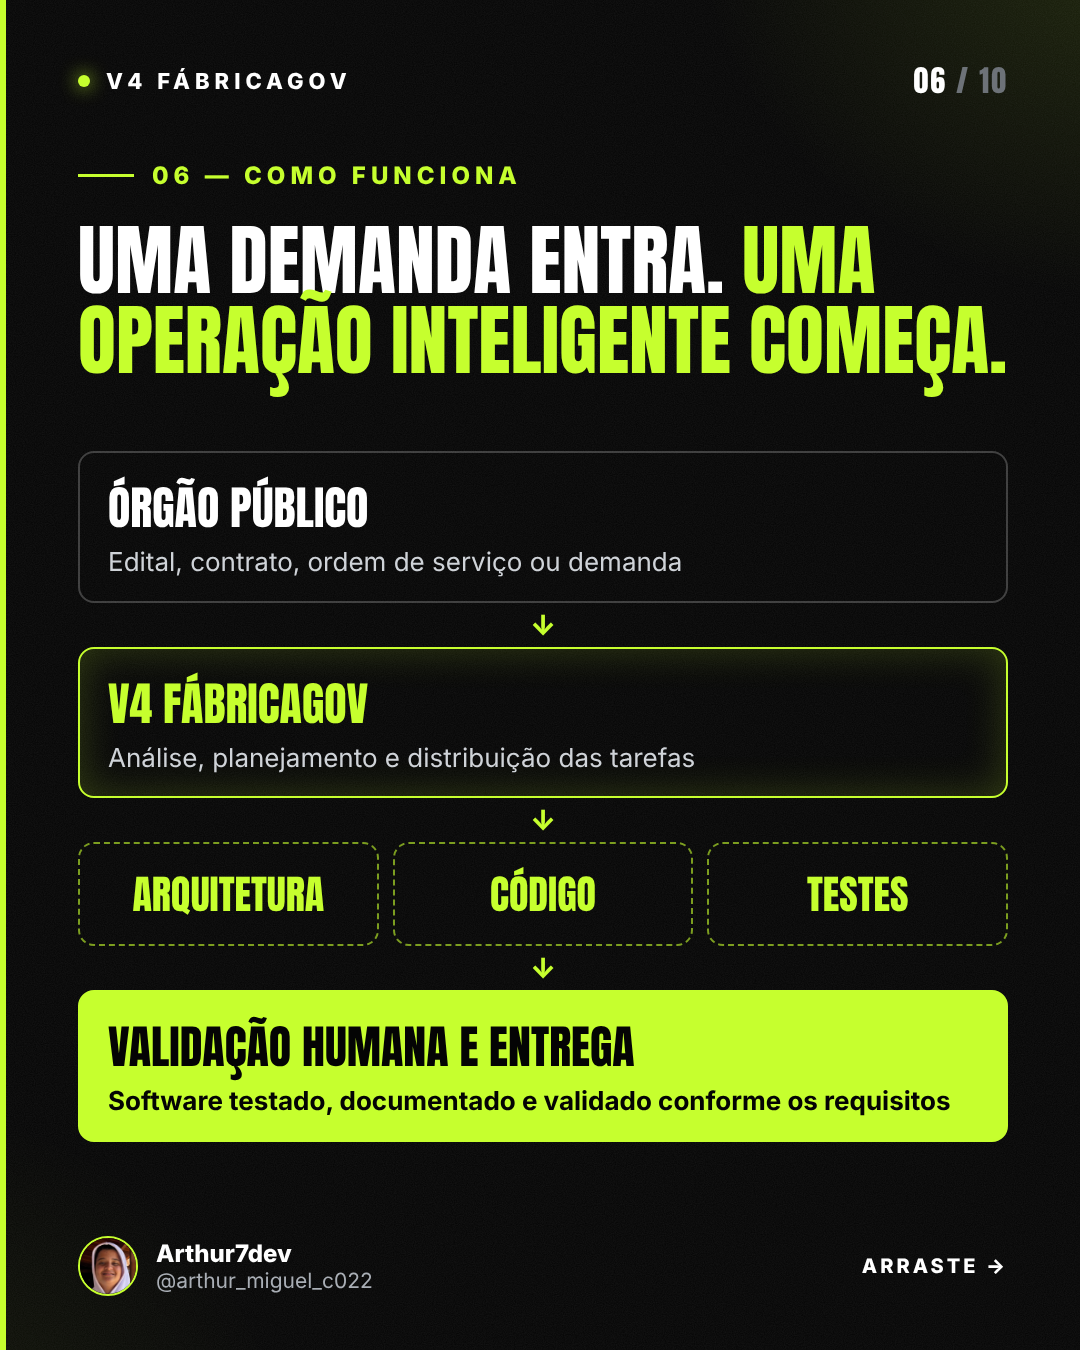 V4 FÁBRICAGOV
06 / 10
06 — COMO FUNCIONA
UMA DEMANDA ENTRA. UMA
OPERAÇÃO INTELIGENTE COMEÇA.
ÓRGÃO PÚBLICO
Edital, contrato, ordem de serviço ou demanda
↓
V4 FÁBRICAGOV
Análise, planejamento e distribuição das tarefas
↓
ARQUITETURA
CÓDIGO
TESTES
↓
VALIDAÇÃO HUMANA E ENTREGA
Software testado, documentado e validado conforme os requisitos
Arthur7dev
@arthur_miguel_c022
ARRASTE →